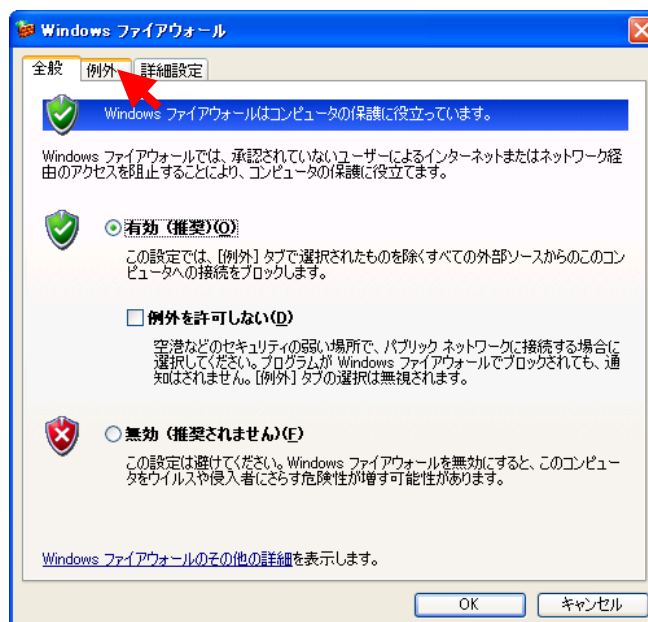 Windows ファイアウォール
全般 例外 詳細設定
Windows ファイアウォールはコンピュータの保護に役立っています。
Windows ファイアウォールでは、承認されていないユーザーによるインターネットまたはネットワーク経
由のアクセスを阻止することにより、コンピュータの保護に役立てます。
有効 (推奨)(O)
この設定では、[例外] タブで選択されたものを除くすべての外部ソースからのこのコン
ピュータへの接続をブロックします。
例外を許可しない(D)
空港などのセキュリティの弱い場所で、パブリック ネットワークに接続する場合に
選択してください。プログラムが Windows ファイアウォールでブロックされても、通
知はされません。[例外] タブの選択は無視されます。
無効 (推奨されません)(F)
この設定は避けてください。Windows ファイアウォールを無効にすると、このコンピュー
タをウイルスや侵入者にさらす危険性が増す可能性があります。
Windows ファイアウォールのその他の詳細を表示します。
OK キャンセル